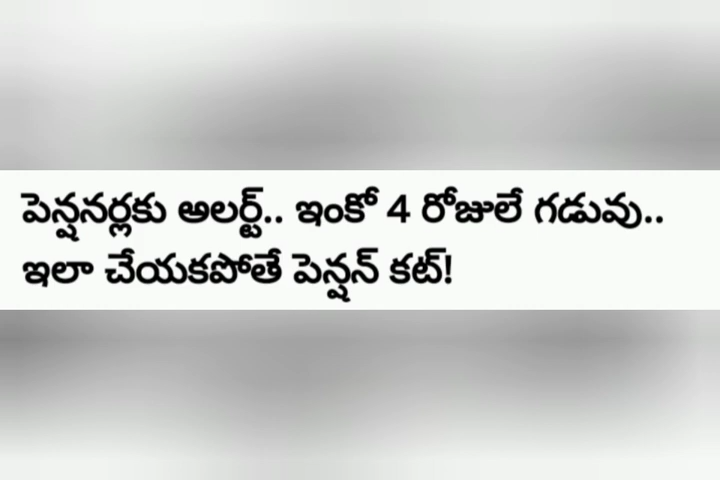 పెన్షనర్లకు అలర్ట్.. ఇంకో 4 రోజులే గడువు..
ఇలా చేయకపోతే పెన్షన్ కట్!